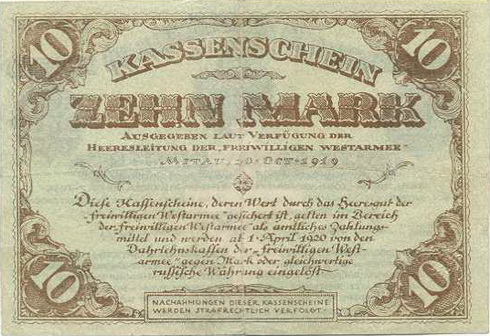 10 10
KASSENSCHEIN
ZEHN MARK
AUSGEGEBEN LAUT VERFÜGUNG DER
HEERESLEITUNG DER „FREIWILLIGEN WESTARMEE“
MITAU, 10. OCT. 1919
Diese Kassenscheine, deren Wert durch das Heeresgut der
„freiwilligen Westarmee“ gesichert ist, gelten im Bereich
der „freiwilligen Westarmee“ als amtliches Zahlungs-
mittel und werden ab 1. April 1920 von den
Dahrlehnskassen der „freiwilligen West-
armee“ gegen Mark oder gleichwertige
russische Währung eingelöst.
10 10
NACHAHMUNGEN DIESER KASSENSCHEINE
WERDEN STRAFRECHTLICH VERFOLGT.